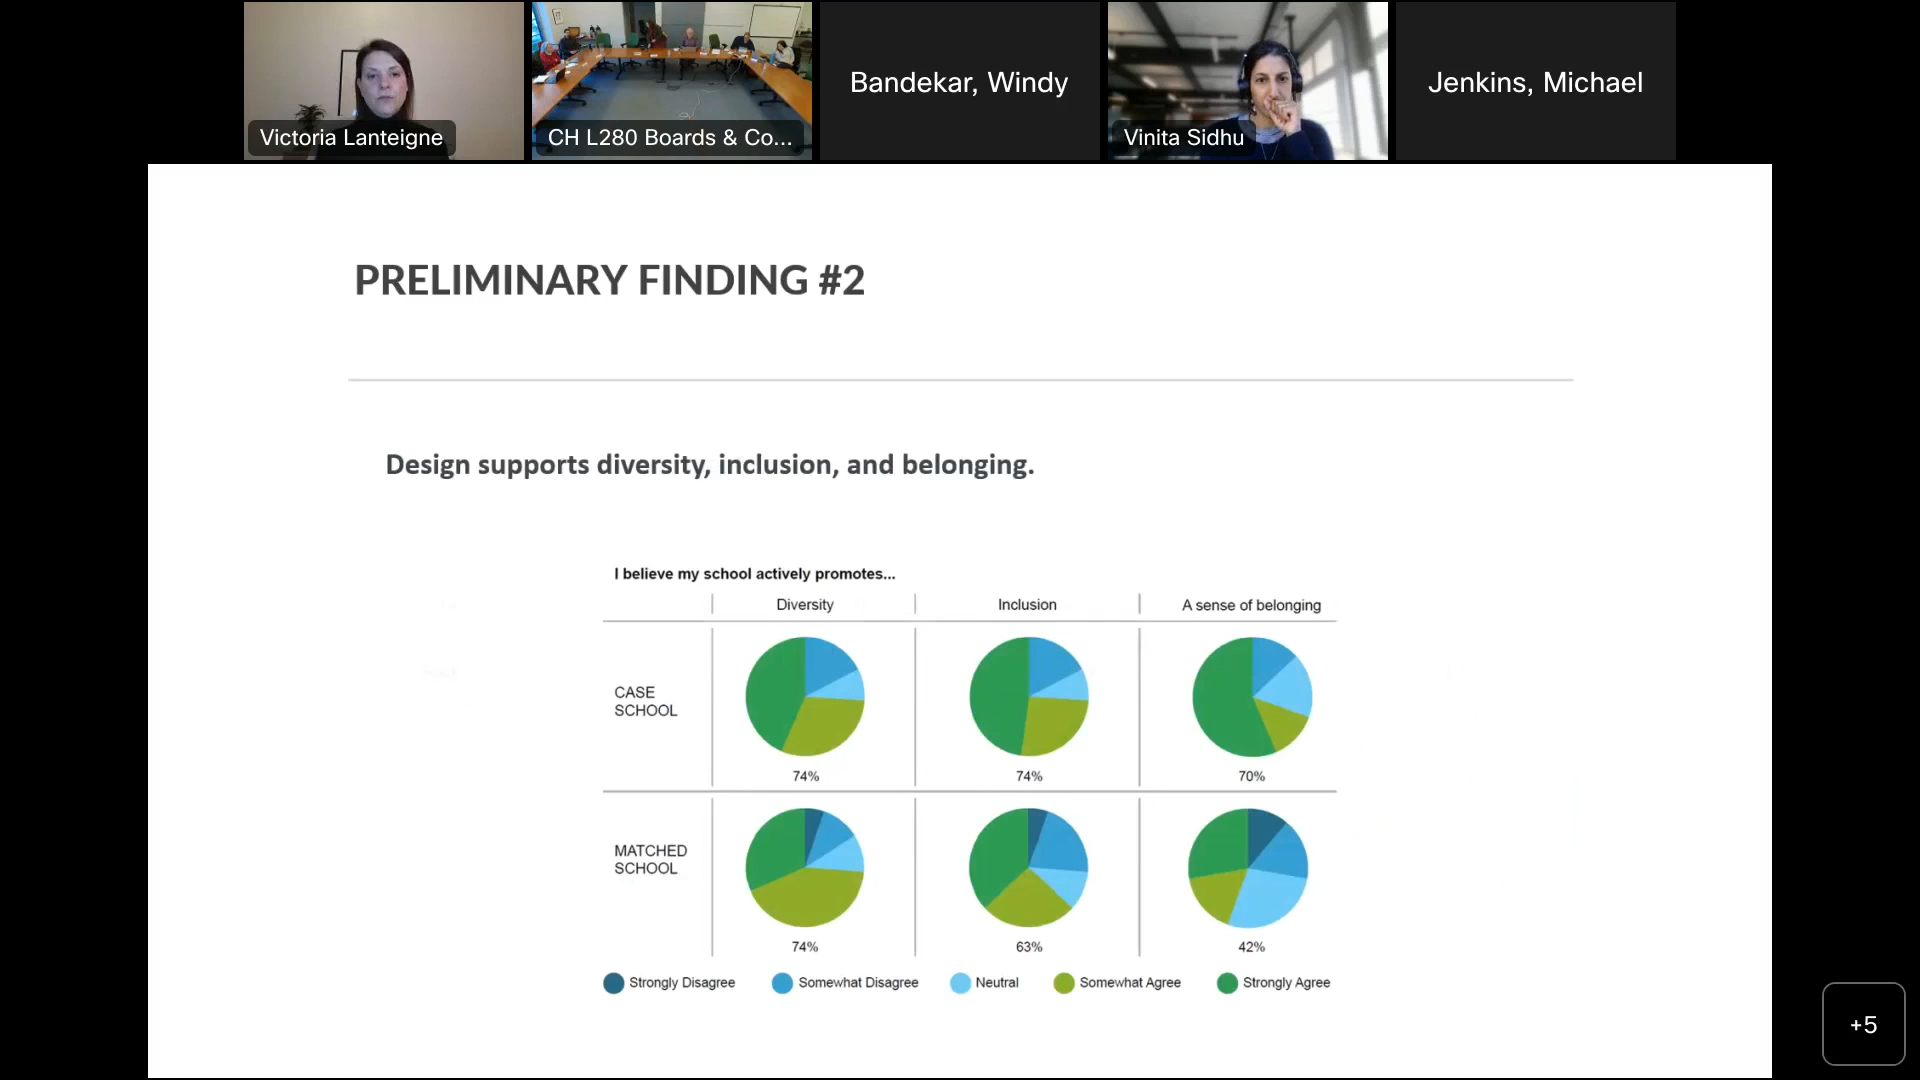 Victoria Lanteigne
CH L280 Boards & Co...
Bandekar, Windy
Vinita Sidhu
Jenkins, Michael
PRELIMINARY FINDING #2
Design supports diversity, inclusion, and belonging.
I believe my school actively promotes...
Diversity
Inclusion
A sense of belonging
CASE
SCHOOL
74%
74%
70%
MATCHED
SCHOOL
74%
63%
42%
Strongly Disagree
Somewhat Disagree
Neutral
Somewhat Agree
Strongly Agree
+5